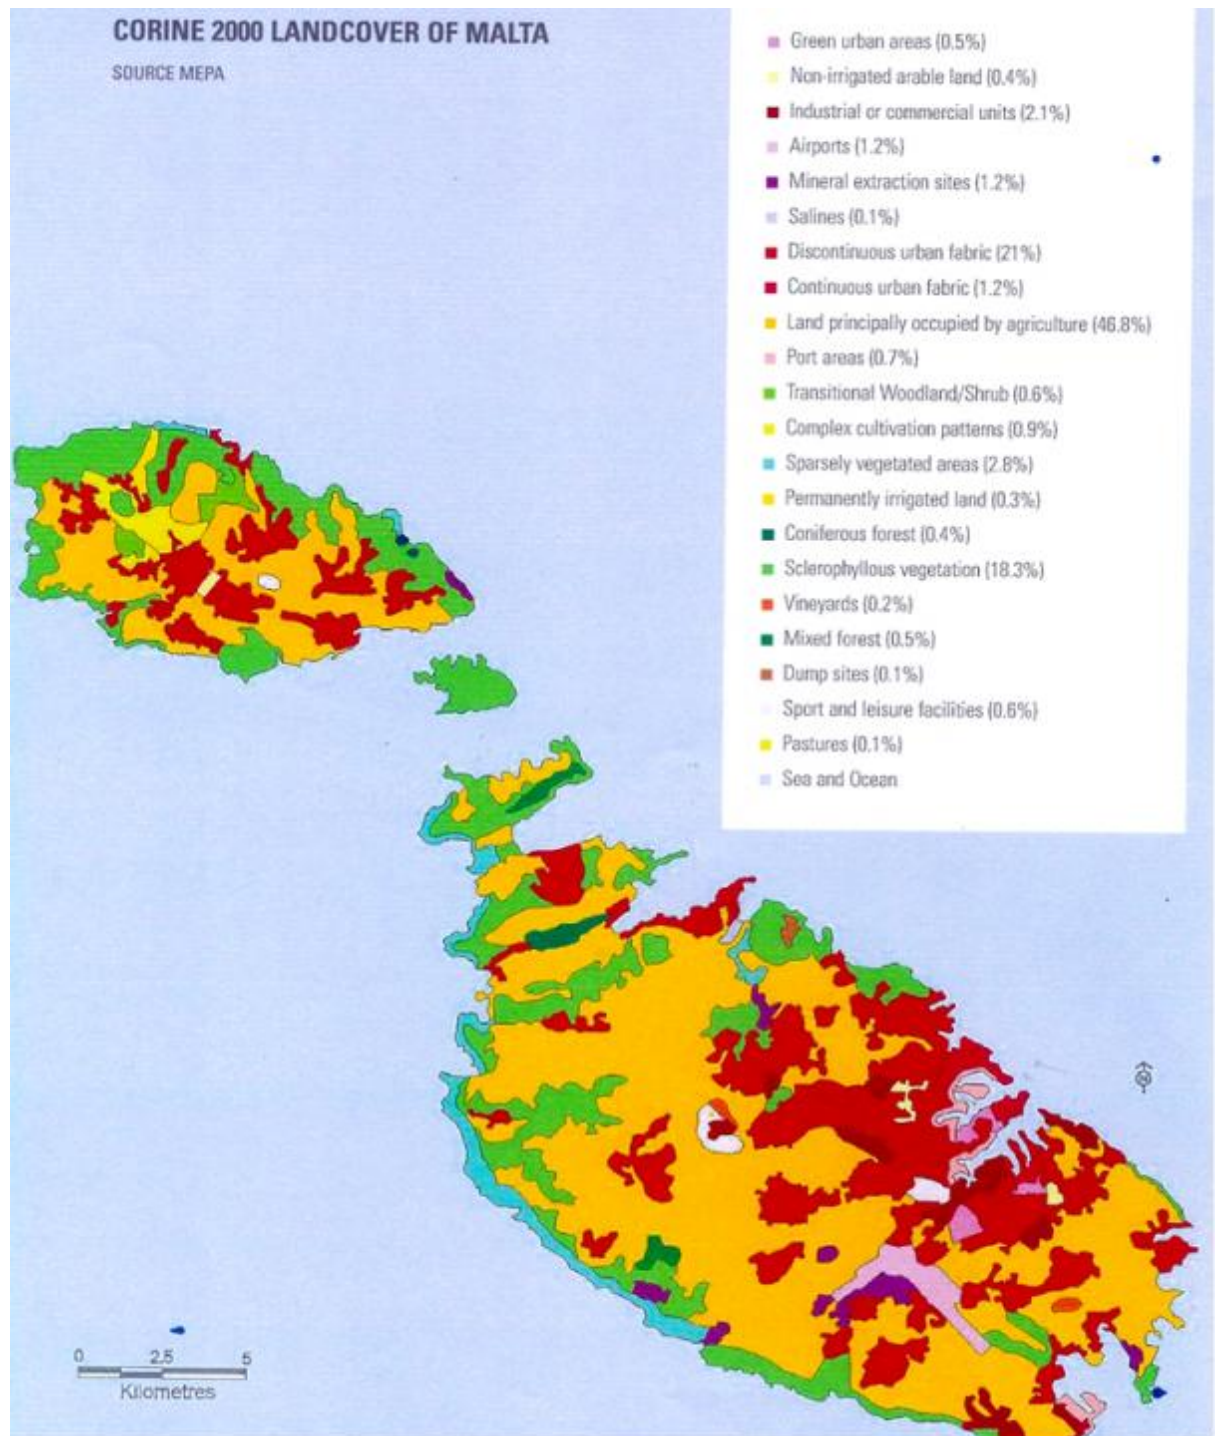 CORINE 2000 LANDCOVER OF MALTA
SOURCE MEPA
Green urban areas (0.5%)
Non-irrigated arable land (0.4%)
Industrial or commercial units (2.1%)
Airports (1.2%)
Mineral extraction sites (1.2%)
Salines (0.1%)
Discontinuous urban fabric (21%)
Continuous urban fabric (1.2%)
Land principally occupied by agriculture (46.8%)
Port areas (0.7%)
Transitional Woodland/Shrub (0.6%)
Complex cultivation patterns (0.9%)
Sparsely vegetated areas (2.8%)
Permanently irrigated land (0.3%)
Coniferous forest (0.4%)
Sclerophyllous vegetation (18.3%)
Vineyards (0.2%)
Mixed forest (0.5%)
Dump sites (0.1%)
Sport and leisure facilities (0.6%)
Pastures (0.1%)
Sea and Ocean
0 2.5 5
Kilometres